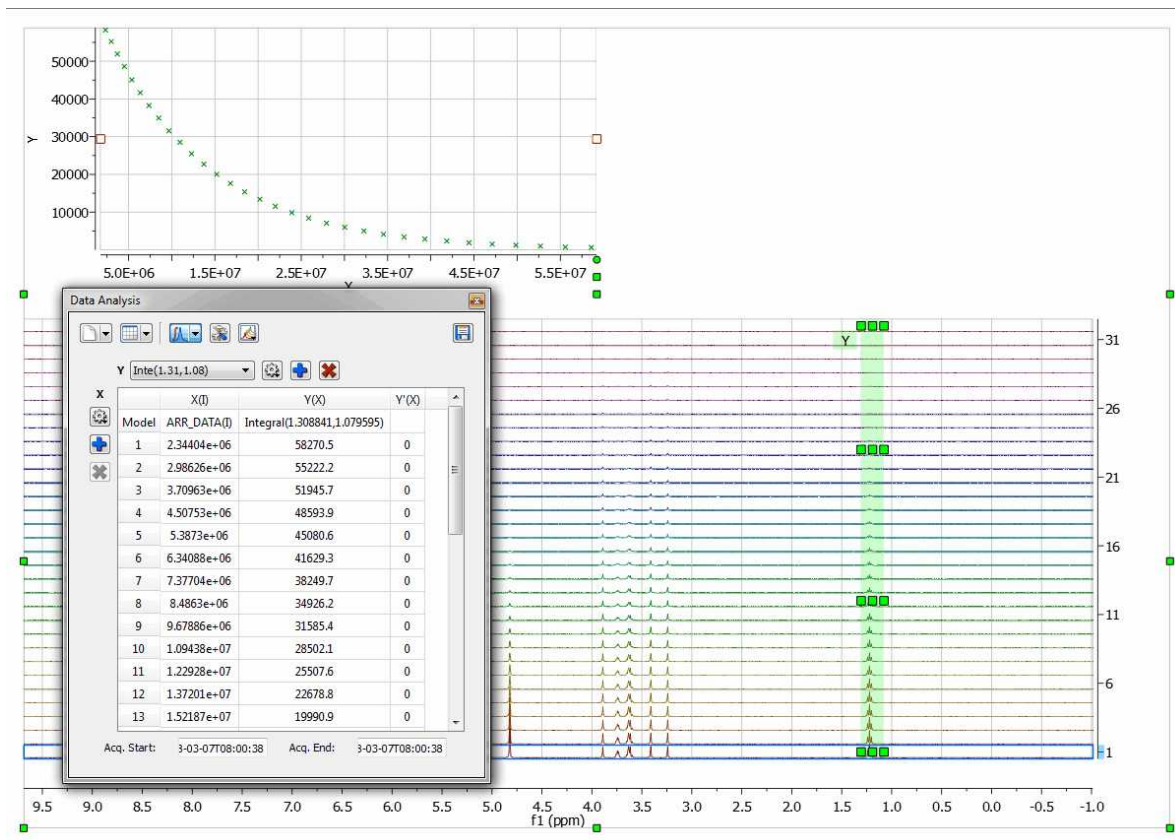 50000
40000
Y 30000
20000
10000
5.0E+06 1.5E+07 2.5E+07 3.5E+07 4.5E+07 5.5E+07
Data Analysis
Y Inte(1.31,1.08)
X
X(I) Y(X) Y'(X)
Model ARR_DATA(I) Integral(1.308841,1.079595)
1 2.34404e+06 58270.5 0
2 2.98626e+06 55222.2 0
3 3.70963e+06 51945.7 0
4 4.50753e+06 48593.9 0
5 5.3873e+06 45080.6 0
6 6.34088e+06 41629.3 0
7 7.37704e+06 38249.7 0
8 8.4863e+06 34926.2 0
9 9.67886e+06 31585.4 0
10 1.09438e+07 28502.1 0
11 1.22928e+07 25507.6 0
12 1.37201e+07 22678.8 0
13 1.52187e+07 19990.9 0
Acq. Start: 3-03-07T08:00:38 Acq. End: 3-03-07T08:00:38
Y
31
26
21
16
11
6
1
9.5 9.0 8.5 8.0 7.5 7.0 6.5 6.0 5.5 5.0 4.5 4.0 3.5 3.0 2.5 2.0 1.5 1.0 0.5 0.0 -0.5 -1.0
f1 (ppm)